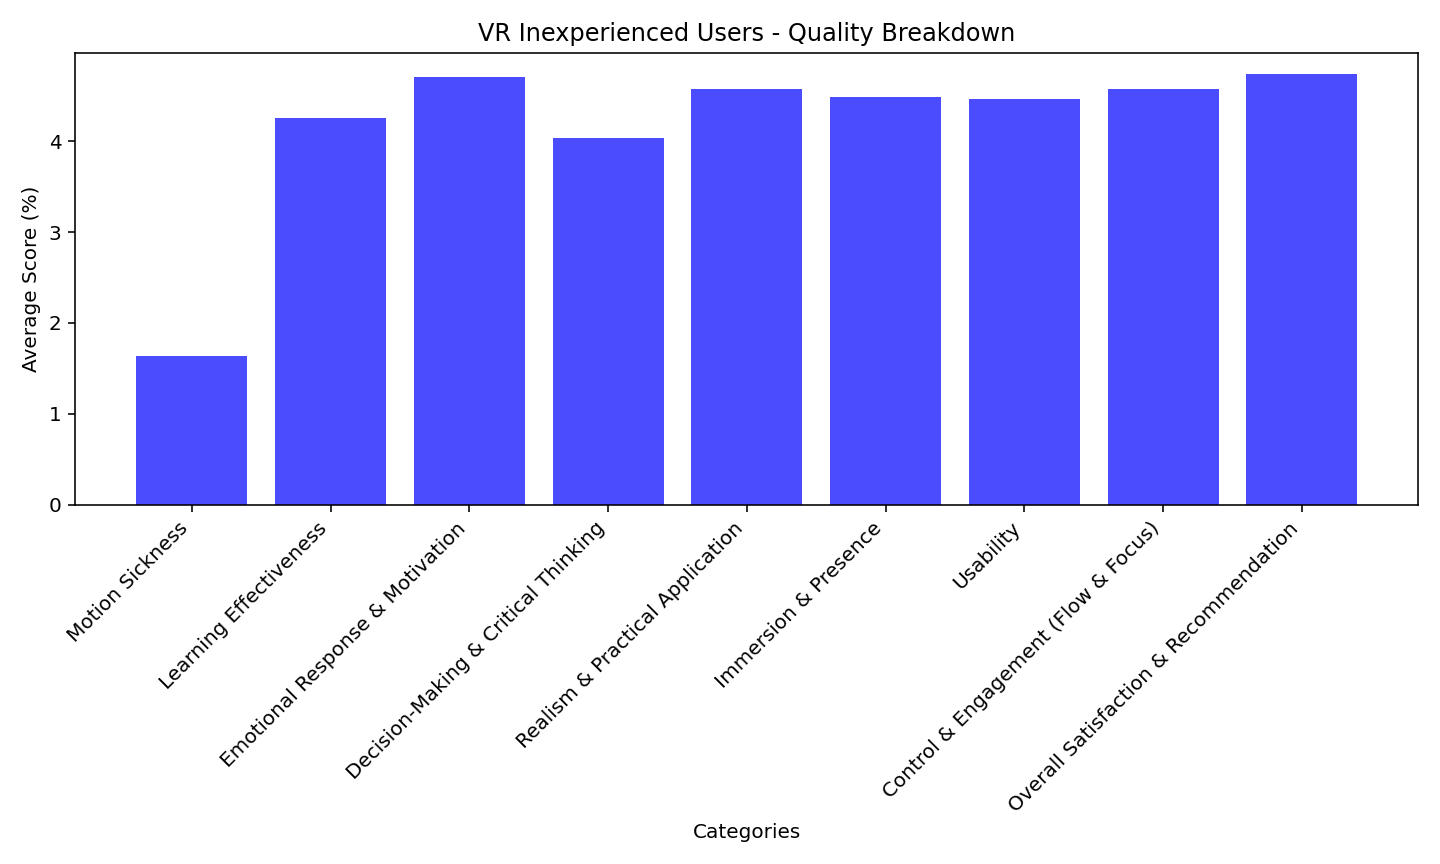 VR Inexperienced Users - Quality Breakdown
Average Score (%)
4
3
2
1
0
Motion Sickness
Learning Effectiveness
Emotional Response & Motivation
Decision-Making & Critical Thinking
Realism & Practical Application
Immersion & Presence
Usability
Control & Engagement (Flow & Focus)
Overall Satisfaction & Recommendation
Categories